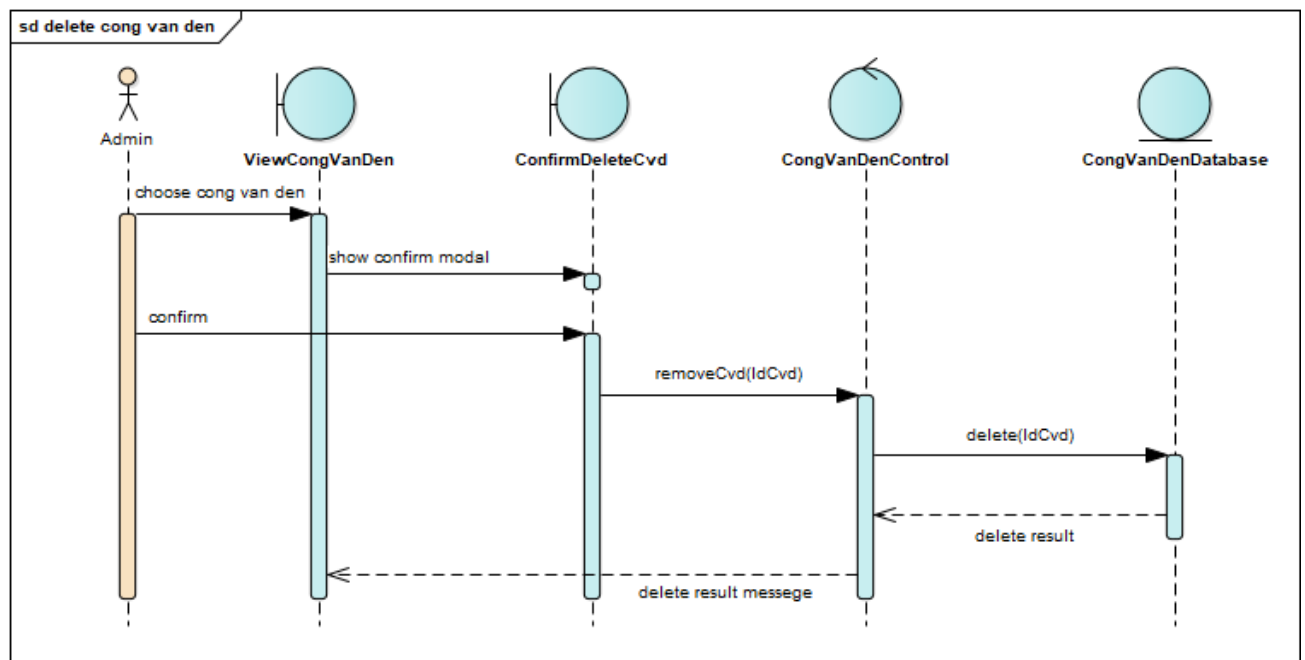 sd delete cong van den
Admin
ViewCongVanDen
ConfirmDeleteCvd
CongVanDenControl
CongVanDenDatabase
choose cong van den
show confirm modal
confirm
removeCvd(IdCvd)
delete(IdCvd)
delete result
delete result messege